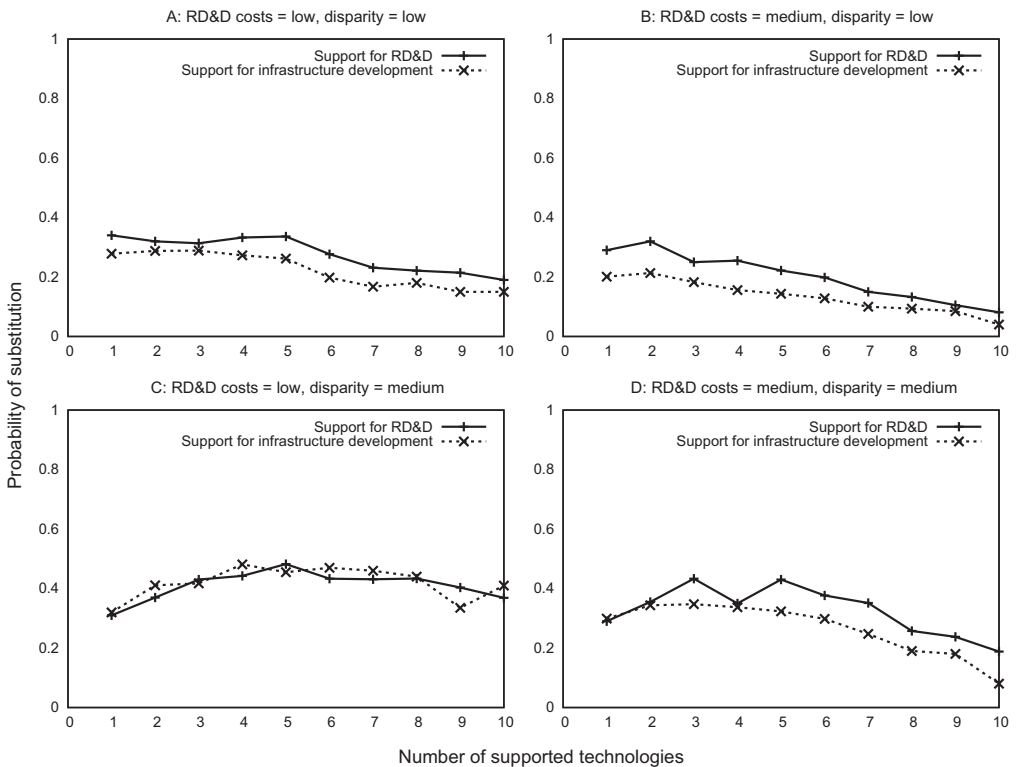 A: RD&D costs = low, disparity = low
B: RD&D costs = medium, disparity = low
1
Support for RD&D
Support for infrastructure development
0.8
0.6
0.4
0.2
0
0 1 2 3 4 5 6 7 8 9 10
1
Support for RD&D
Support for infrastructure development
0.8
0.6
0.4
0.2
0
0 1 2 3 4 5 6 7 8 9 10
Probability of substitution
C: RD&D costs = low, disparity = medium
D: RD&D costs = medium, disparity = medium
1
Support for RD&D
Support for infrastructure development
0.8
0.6
0.4
0.2
0
0 1 2 3 4 5 6 7 8 9 10
1
Support for RD&D
Support for infrastructure development
0.8
0.6
0.4
0.2
0
0 1 2 3 4 5 6 7 8 9 10
Number of supported technologies